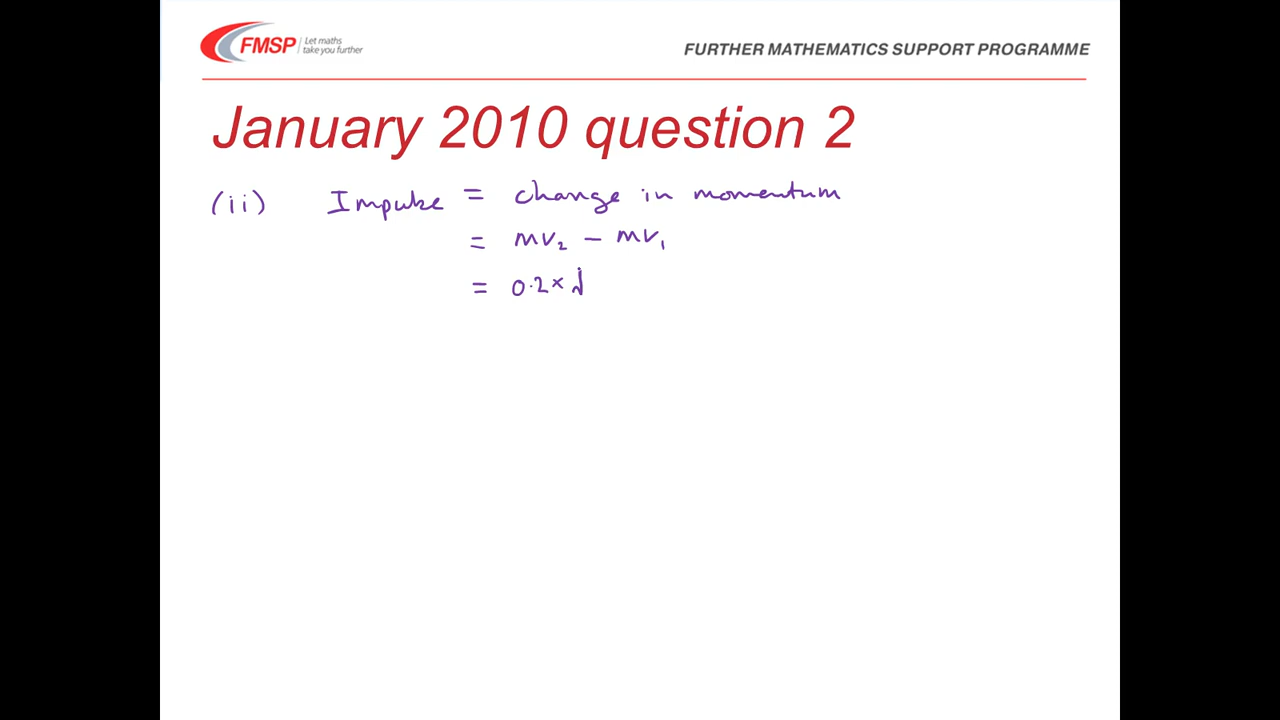 FMSP Let maths
take you further
FURTHER MATHEMATICS SUPPORT PROGRAMME
January 2010 question 2
(ii) Impulse = change in momentum
= mv₂ − mv₁
= 0.2 × √